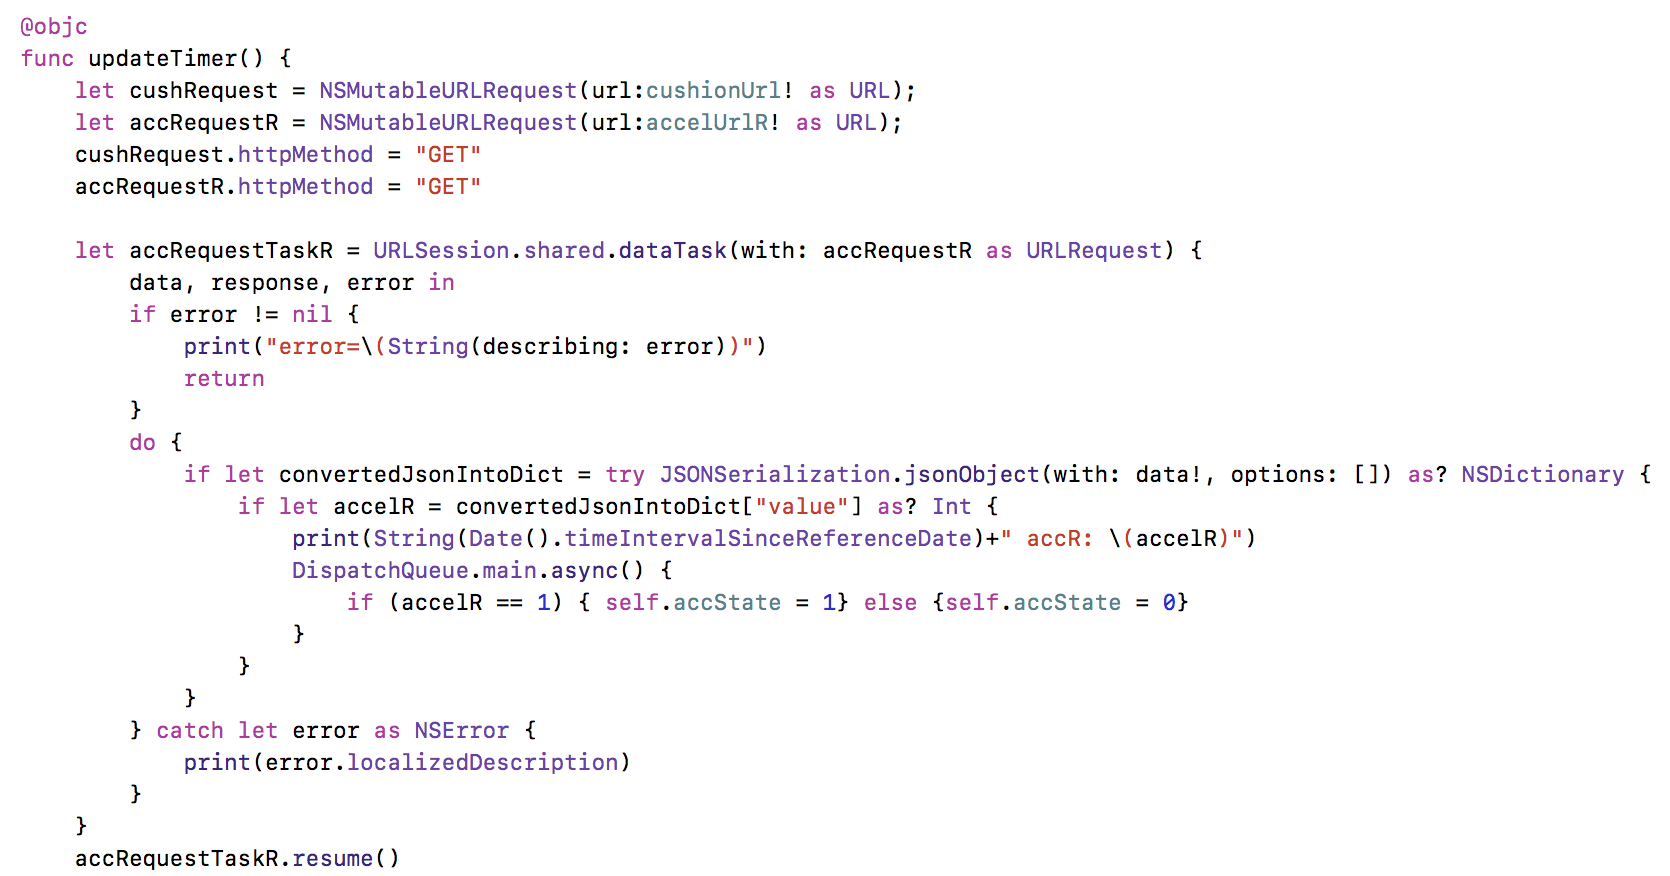 @objc
func updateTimer() {
    let cushRequest = NSMutableURLRequest(url:cushionUrl! as URL);
    let accRequestR = NSMutableURLRequest(url:accelUrlR! as URL);
    cushRequest.httpMethod = "GET"
    accRequestR.httpMethod = "GET"

    let accRequestTaskR = URLSession.shared.dataTask(with: accRequestR as URLRequest) {
        data, response, error in
        if error != nil {
            print("error=\(String(describing: error))")
            return
        }
        do {
            if let convertedJsonIntoDict = try JSONSerialization.jsonObject(with: data!, options: []) as? NSDictionary {
                if let accelR = convertedJsonIntoDict["value"] as? Int {
                    print(String(Date().timeIntervalSinceReferenceDate)+" accR: \(accelR)")
                    DispatchQueue.main.async() {
                        if (accelR == 1) { self.accState = 1} else {self.accState = 0}
                    }
                }
            }
        } catch let error as NSError {
            print(error.localizedDescription)
        }
    }
    accRequestTaskR.resume()